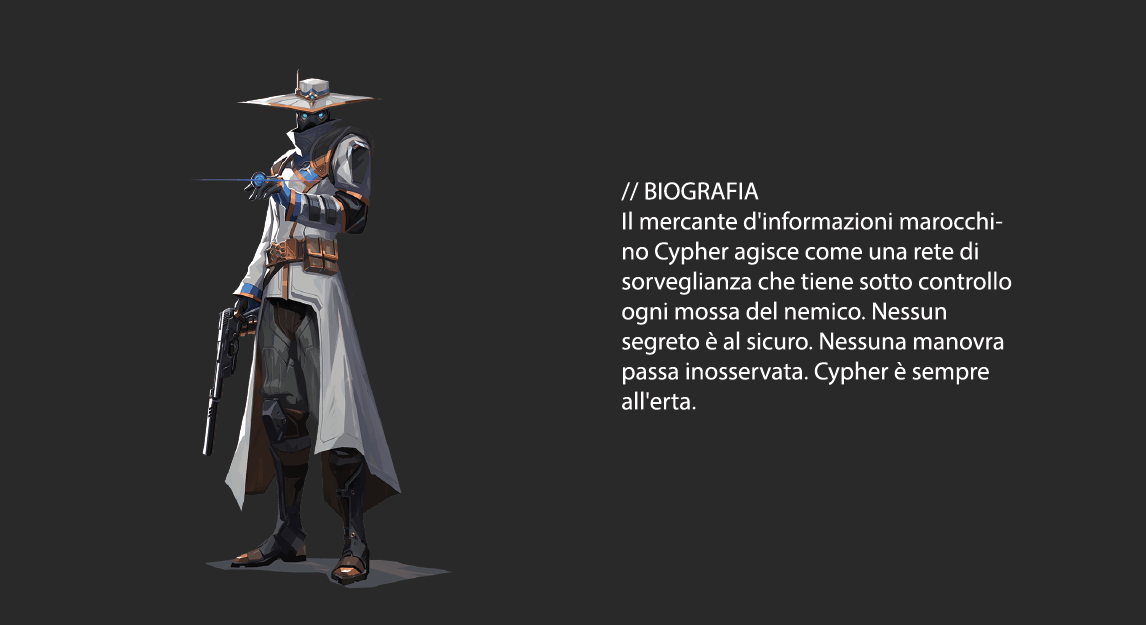 // BIOGRAFIA
Il mercante d'informazioni marocchi-
no Cypher agisce come una rete di
sorveglianza che tiene sotto controllo
ogni mossa del nemico. Nessun
segreto è al sicuro. Nessuna manovra
passa inosservata. Cypher è sempre
all'erta.